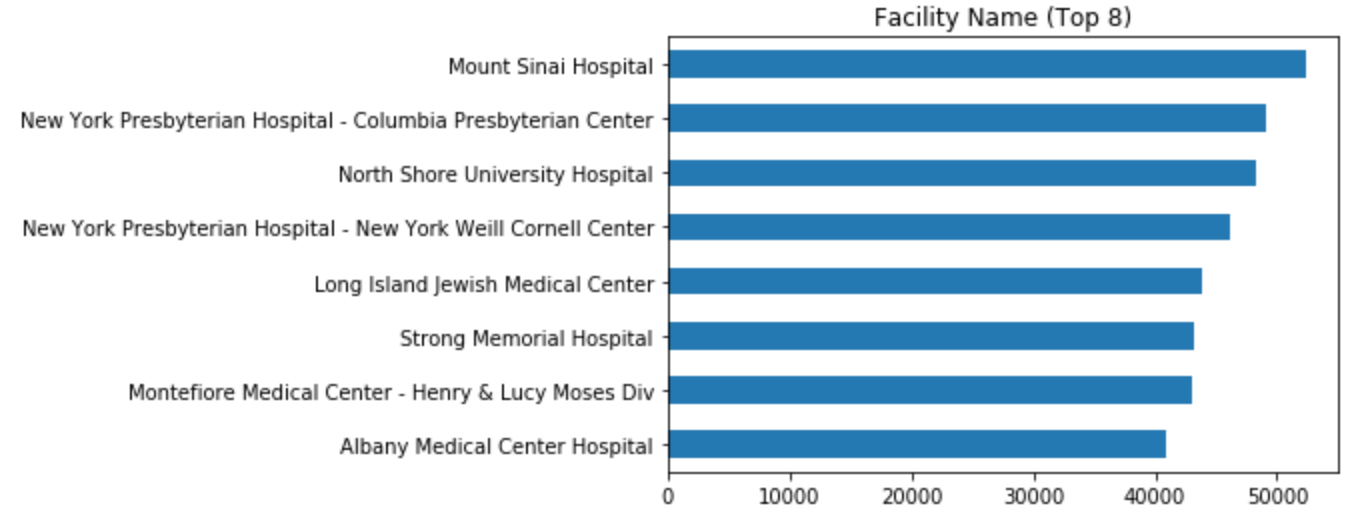 Facility Name (Top 8)
Mount Sinai Hospital
New York Presbyterian Hospital - Columbia Presbyterian Center
North Shore University Hospital
New York Presbyterian Hospital - New York Weill Cornell Center
Long Island Jewish Medical Center
Strong Memorial Hospital
Montefiore Medical Center - Henry & Lucy Moses Div
Albany Medical Center Hospital
0 10000 20000 30000 40000 50000